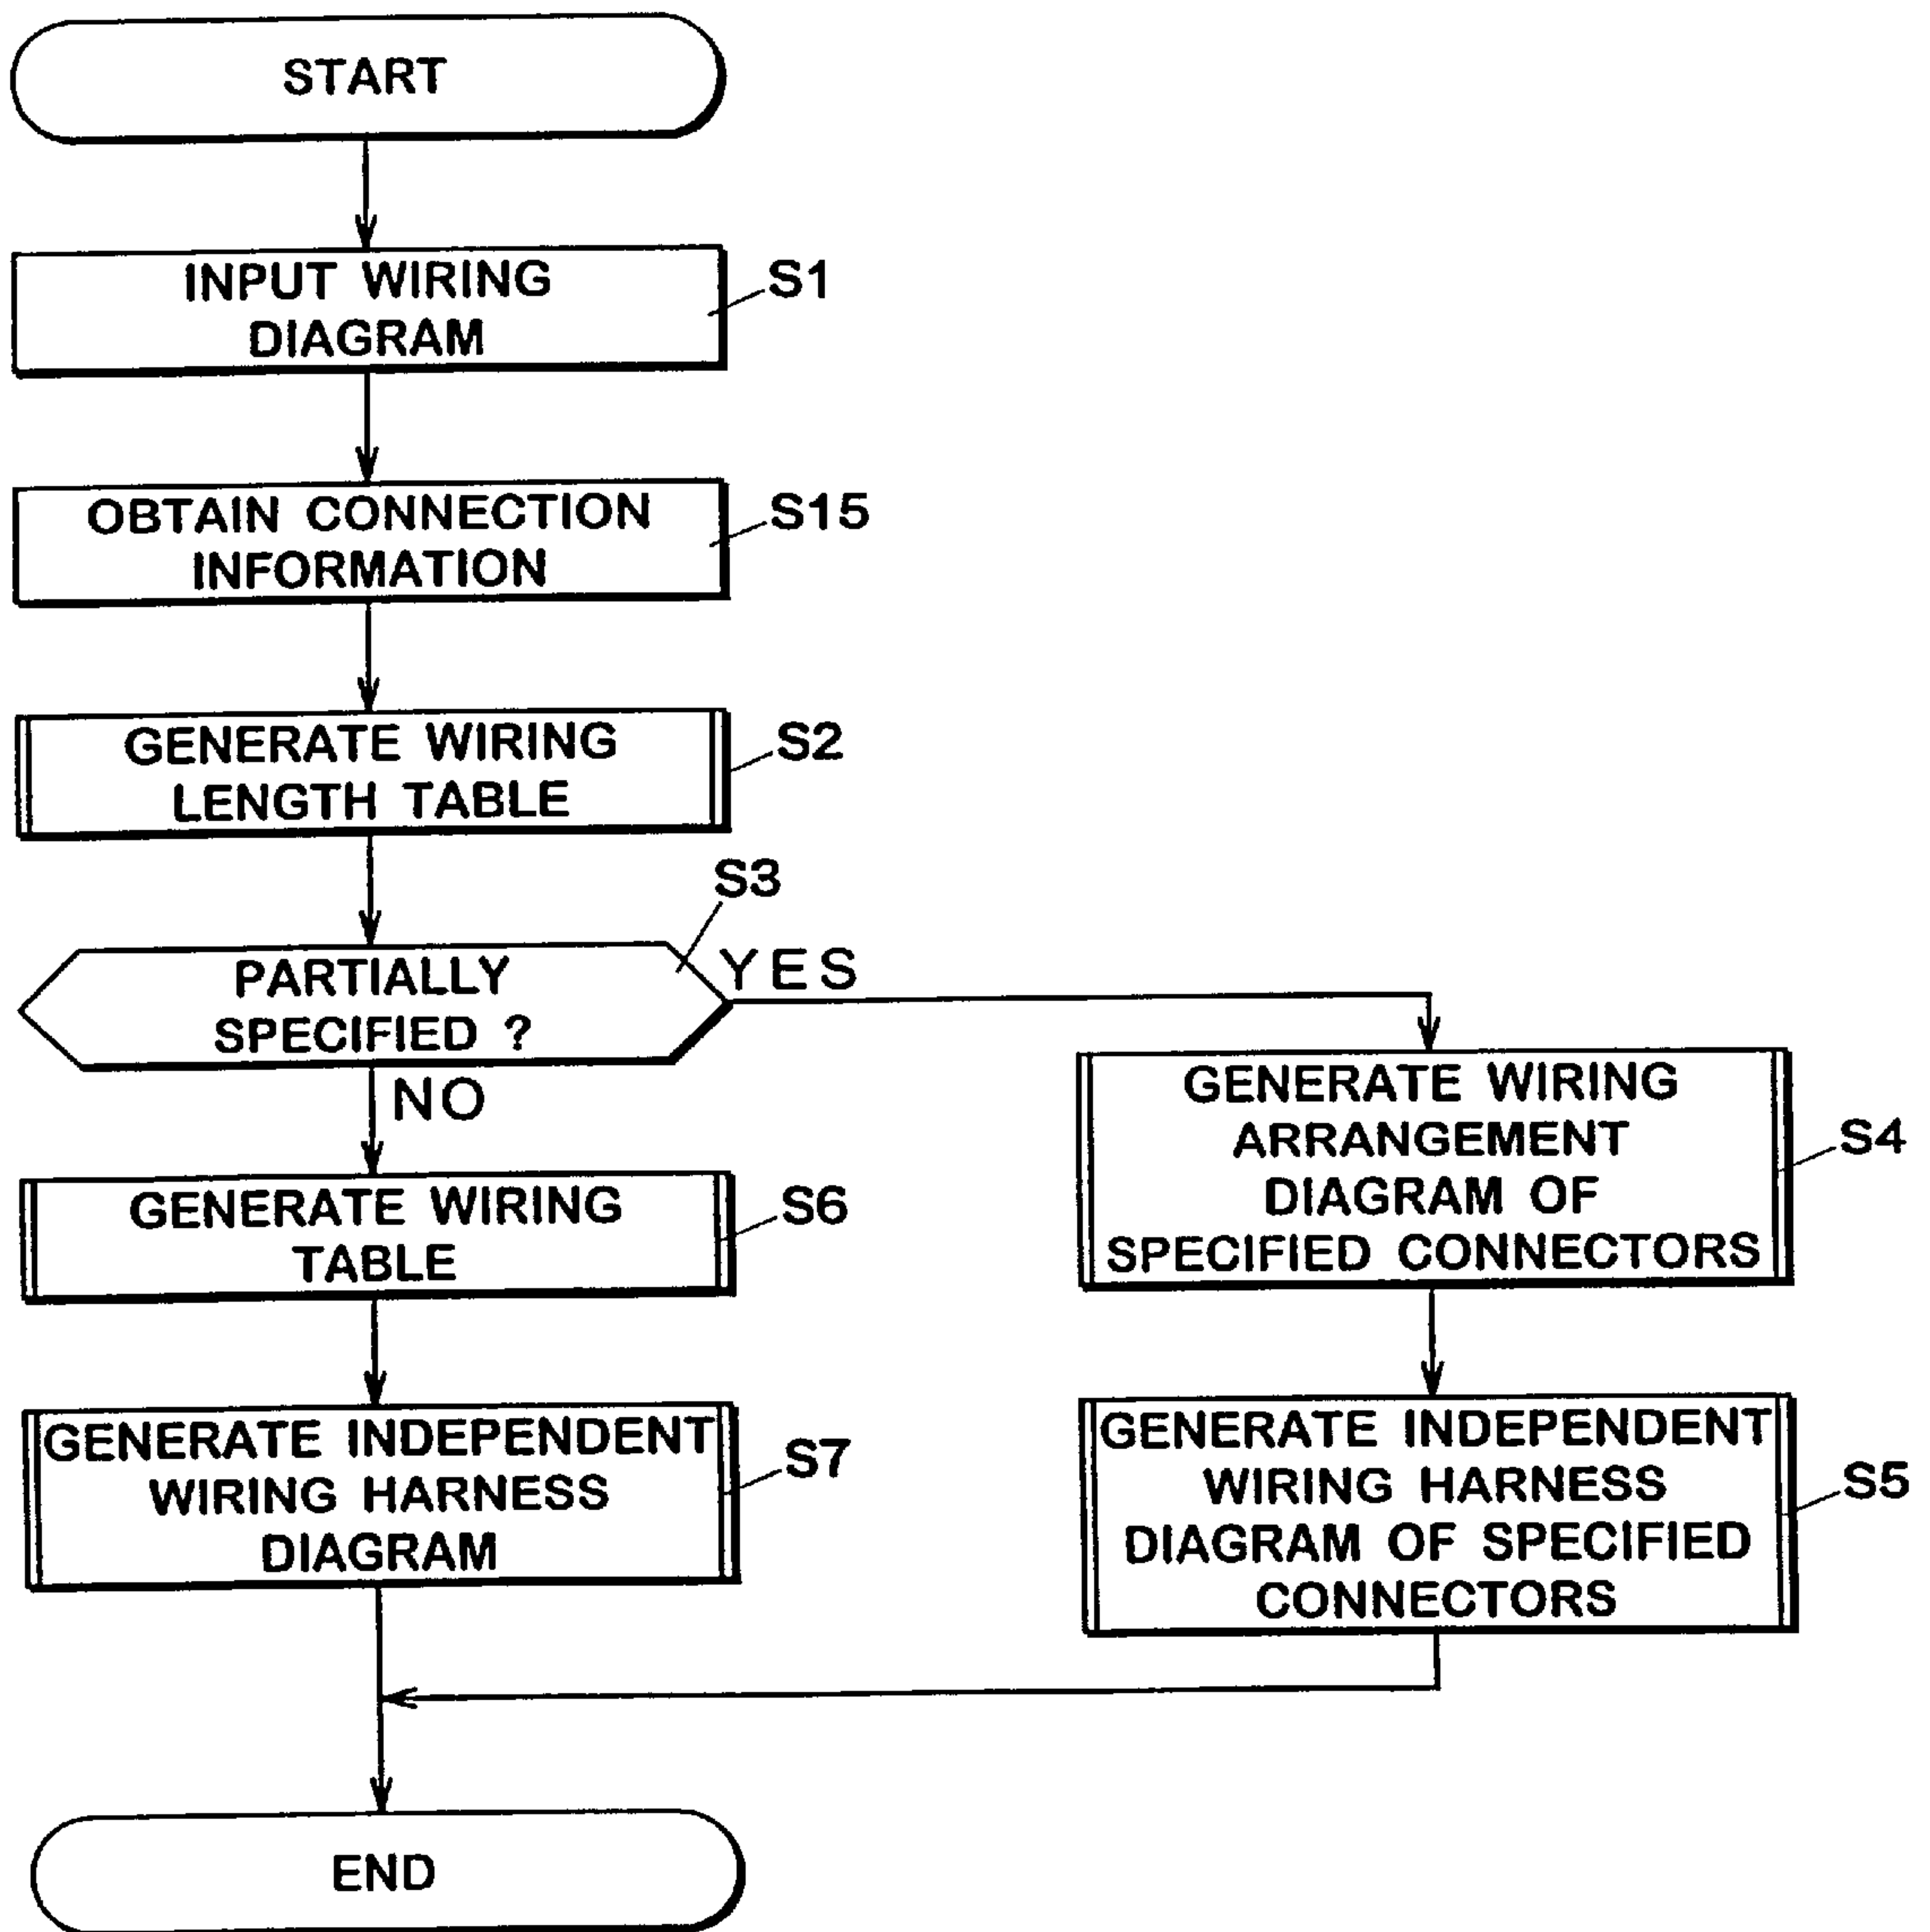 START
INPUT WIRING
DIAGRAM
S1
OBTAIN CONNECTION
INFORMATION
S15
GENERATE WIRING
LENGTH TABLE
S2
S3
PARTIALLY
SPECIFIED ?
YES
NO
GENERATE WIRING
ARRANGEMENT
DIAGRAM OF
SPECIFIED CONNECTORS
S4
GENERATE WIRING
TABLE
S6
GENERATE INDEPENDENT
WIRING HARNESS
DIAGRAM
S7
GENERATE INDEPENDENT
WIRING HARNESS
DIAGRAM OF SPECIFIED
CONNECTORS
S5
END